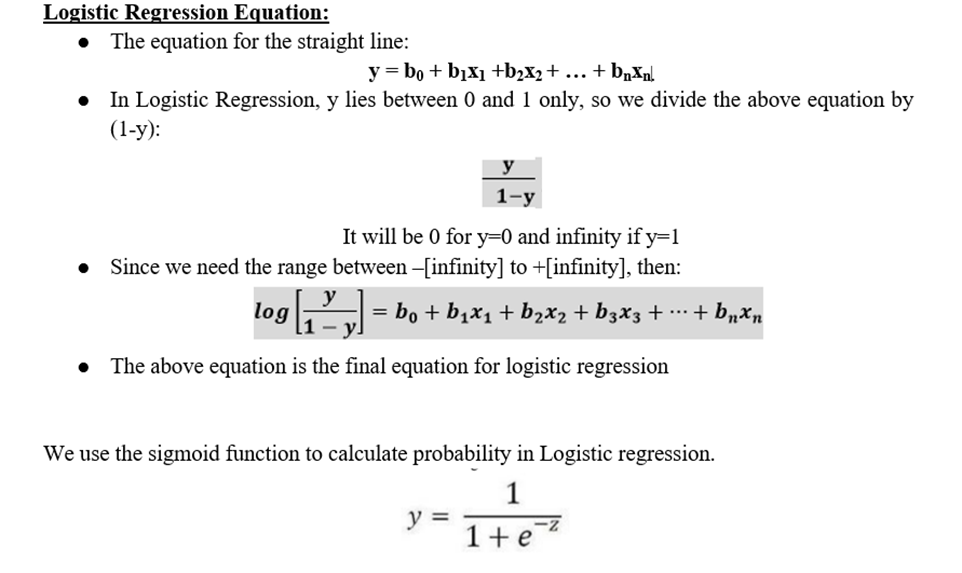 Logistic Regression Equation:
● The equation for the straight line:
y = b₀ + b₁x₁ +b₂x₂ + … + bₙxₙ
● In Logistic Regression, y lies between 0 and 1 only, so we divide the above equation by
(1-y):
y
1−y
It will be 0 for y=0 and infinity if y=1
● Since we need the range between –[infinity] to +[infinity], then:
log [y / 1 − y] = b₀ + b₁x₁ + b₂x₂ + b₃x₃ + ⋯ + bₙxₙ
● The above equation is the final equation for logistic regression
We use the sigmoid function to calculate probability in Logistic regression.
y = 1 / 1 + e⁻ᶻ